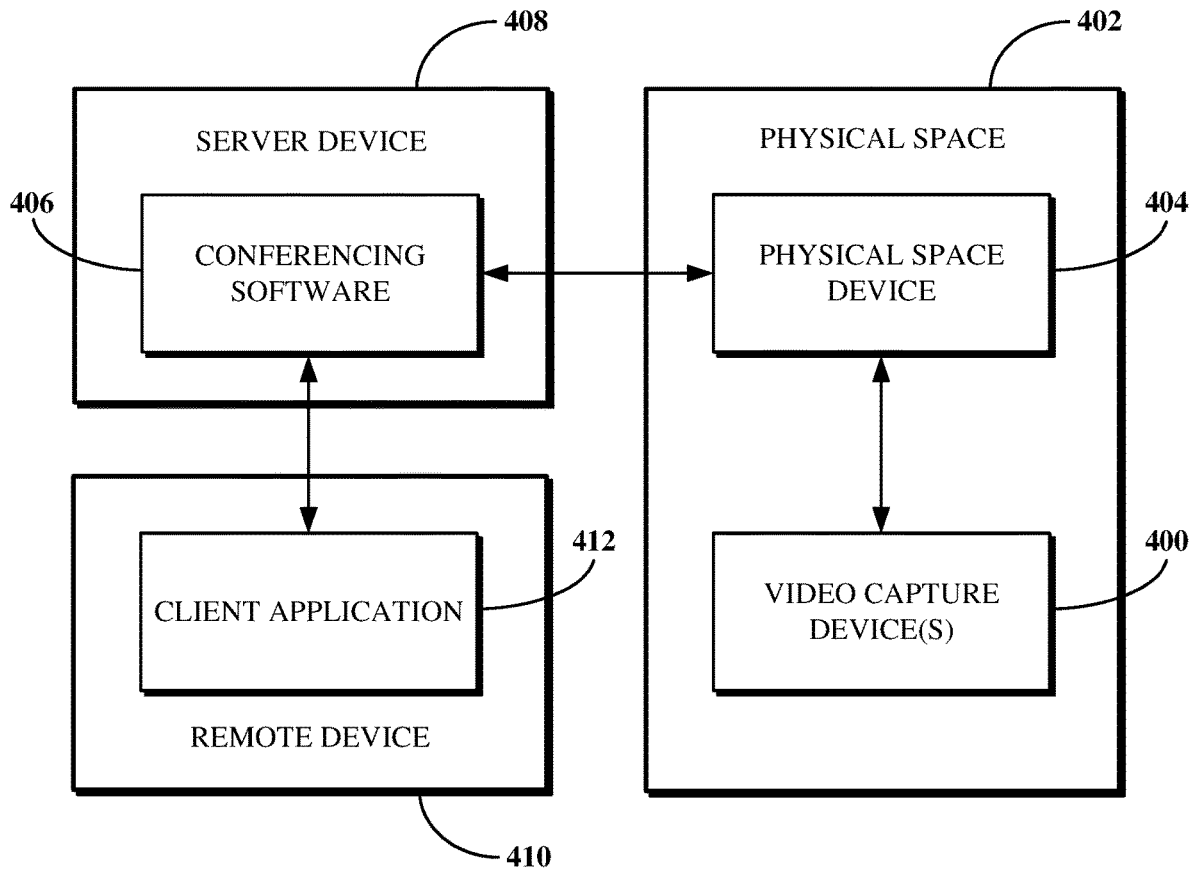 408
402
SERVER DEVICE
PHYSICAL SPACE
406
CONFERENCING
SOFTWARE
404
PHYSICAL SPACE
DEVICE
412
CLIENT APPLICATION
400
VIDEO CAPTURE
DEVICE(S)
REMOTE DEVICE
410